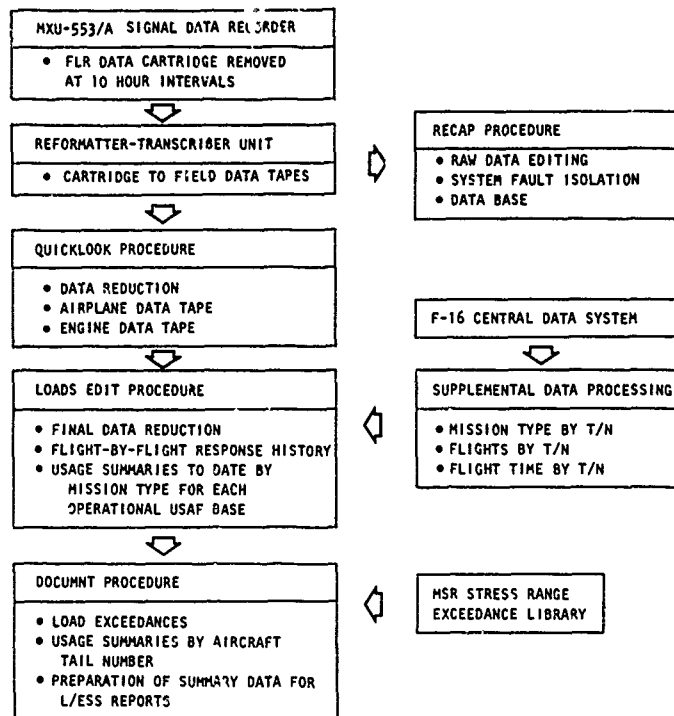 MXU-553/A SIGNAL DATA RECORDER
• FLR DATA CARTRIDGE REMOVED
AT 10 HOUR INTERVALS
REFORMATTER-TRANSCRIBER UNIT
• CARTRIDGE TO FIELD DATA TAPES
RECAP PROCEDURE
• RAW DATA EDITING
• SYSTEM FAULT ISOLATION
• DATA BASE
QUICKLOOK PROCEDURE
• DATA REDUCTION
• AIRPLANE DATA TAPE
• ENGINE DATA TAPE
F-16 CENTRAL DATA SYSTEM
LOADS EDIT PROCEDURE
• FINAL DATA REDUCTION
• FLIGHT-BY-FLIGHT RESPONSE HISTORY
• USAGE SUMMARIES TO DATE BY
MISSION TYPE FOR EACH
OPERATIONAL USAF BASE
SUPPLEMENTAL DATA PROCESSING
• MISSION TYPE BY T/N
• FLIGHTS BY T/N
• FLIGHT TIME BY T/N
DOCUMNT PROCEDURE
• LOAD EXCEEDANCES
• USAGE SUMMARIES BY AIRCRAFT
TAIL NUMBER
• PREPARATION OF SUMMARY DATA FOR
L/ESS REPORTS
MSR STRESS RANGE
EXCEEDANCE LIBRARY